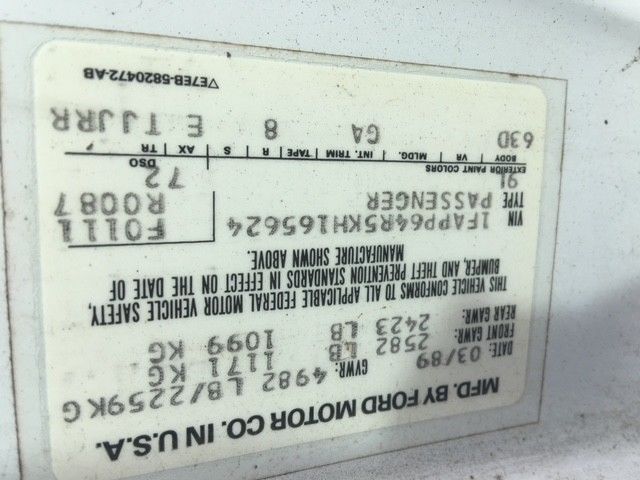 MFD. BY FORD MOTOR CO. IN U.S.A.
DATE: 03/89 GVWR: 4982 LB/2259KG
FRONT GAWR: 2582 LB 1171 KG
REAR GAWR: 2423 LB 1099 KG
THIS VEHICLE CONFORMS TO ALL APPLICABLE FEDERAL MOTOR VEHICLE SAFETY,
BUMPER, AND THEFT PREVENTION STANDARDS IN EFFECT ON THE DATE OF
MANUFACTURE SHOWN ABOVE.
VIN 1FAPP64R5KH165624 F0111
TYPE PASSENGER R0087
9L 72
EXTERIOR PAINT COLORS DSO
BODY VR MLDG. INT. TRIM TAPE R S AX TR
63D GA 8 E TJJRR
▽E7EB-5820472-AB